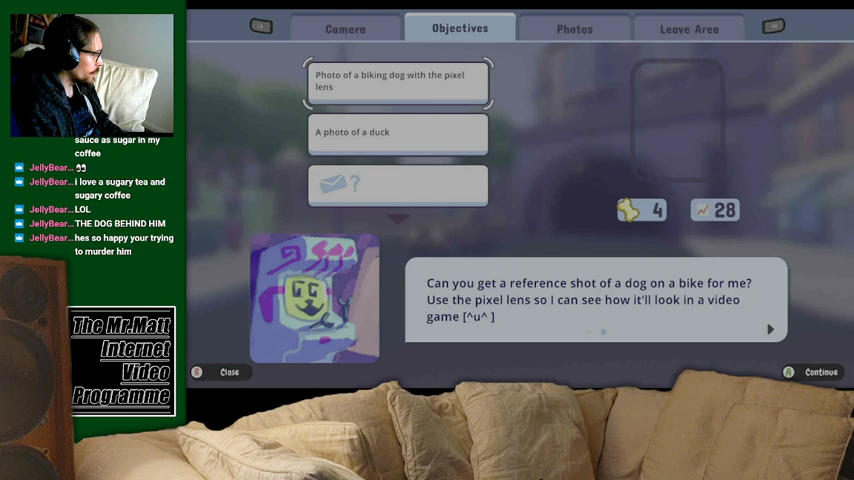 LB
Camera
Objectives
Photos
Leave Area
Photo of a biking dog with the pixel
lens
A photo of a duck
?
4
28
Can you get a reference shot of a dog on a bike for me?
Use the pixel lens so I can see how it'll look in a video
game [^u^ ]
B Close
A Continue
sauce as sugar in my
coffee
JellyBear... 👀
JellyBear... i love a sugary tea and
sugary coffee
JellyBear... LOL
JellyBear... THE DOG BEHIND HIM
JellyBear... hes so happy your trying
to murder him
The Mr.Matt
Internet
Video
Programme
GG